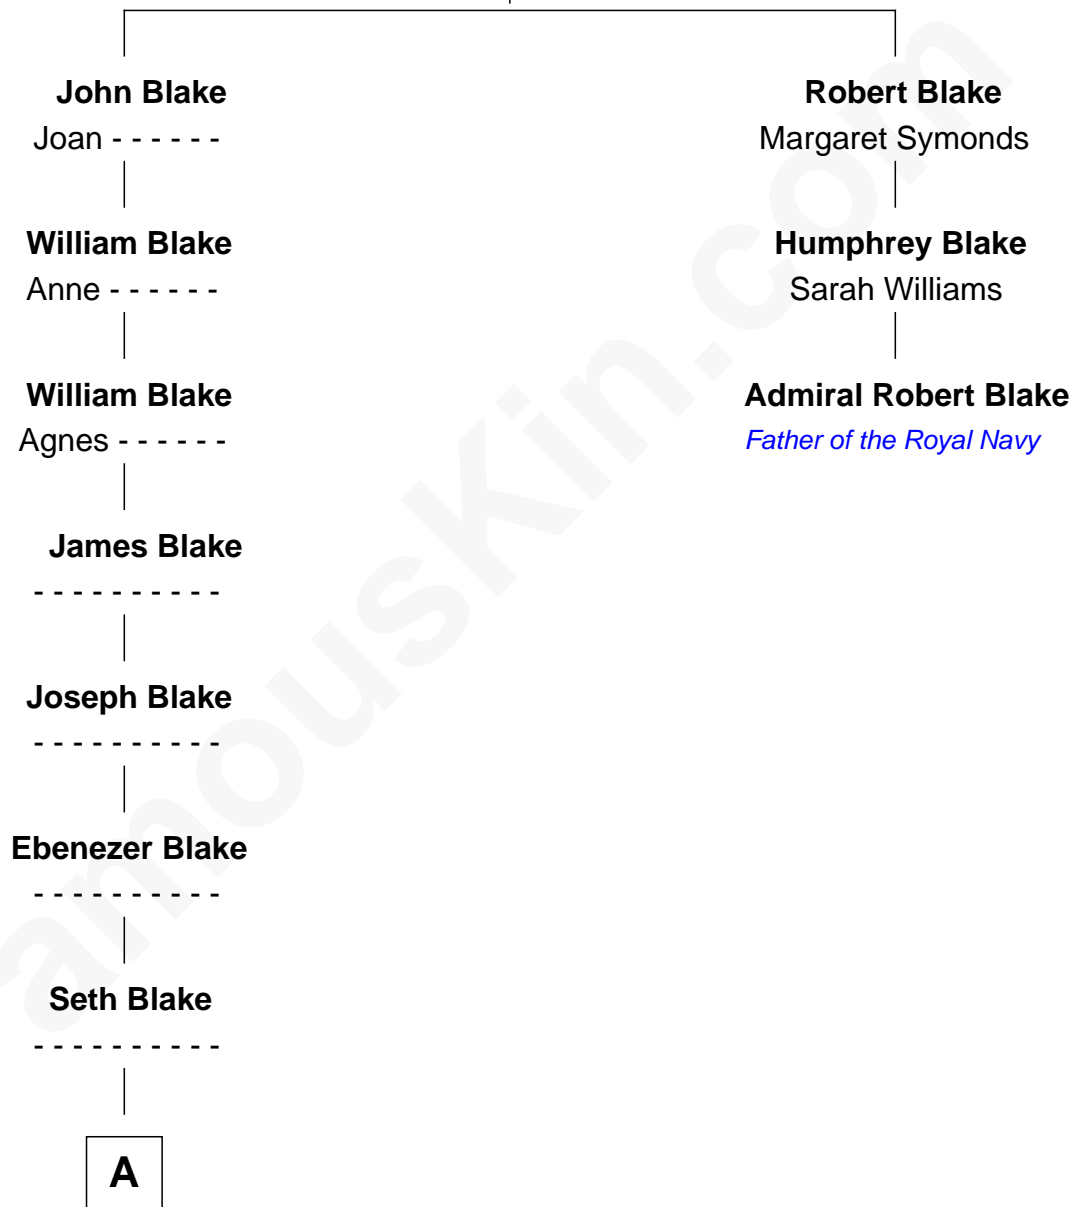 John Blake
Joan - - - - - -
Robert Blake
Margaret Symonds
William Blake
Anne - - - - - -
Humphrey Blake
Sarah Williams
William Blake
Agnes - - - - - -
Admiral Robert Blake
Father of the Royal Navy
James Blake
- - - - - - - - - -
Joseph Blake
- - - - - - - - - -
Ebenezer Blake
- - - - - - - - - -
Seth Blake
- - - - - - - - - -
A
amouskin.com